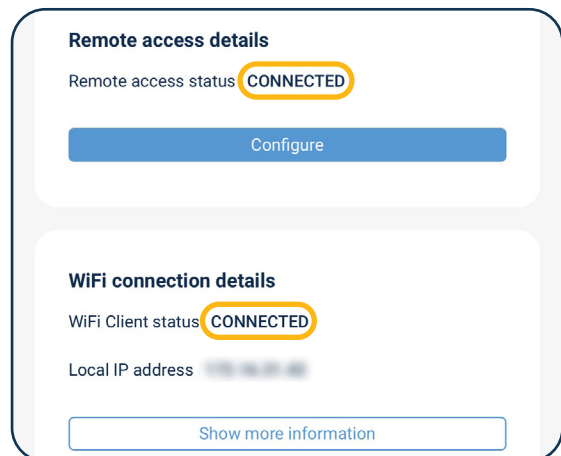 Remote access details
Remote access status CONNECTED
Configure
WiFi connection details
WiFi Client status CONNECTED
Local IP address
Show more information